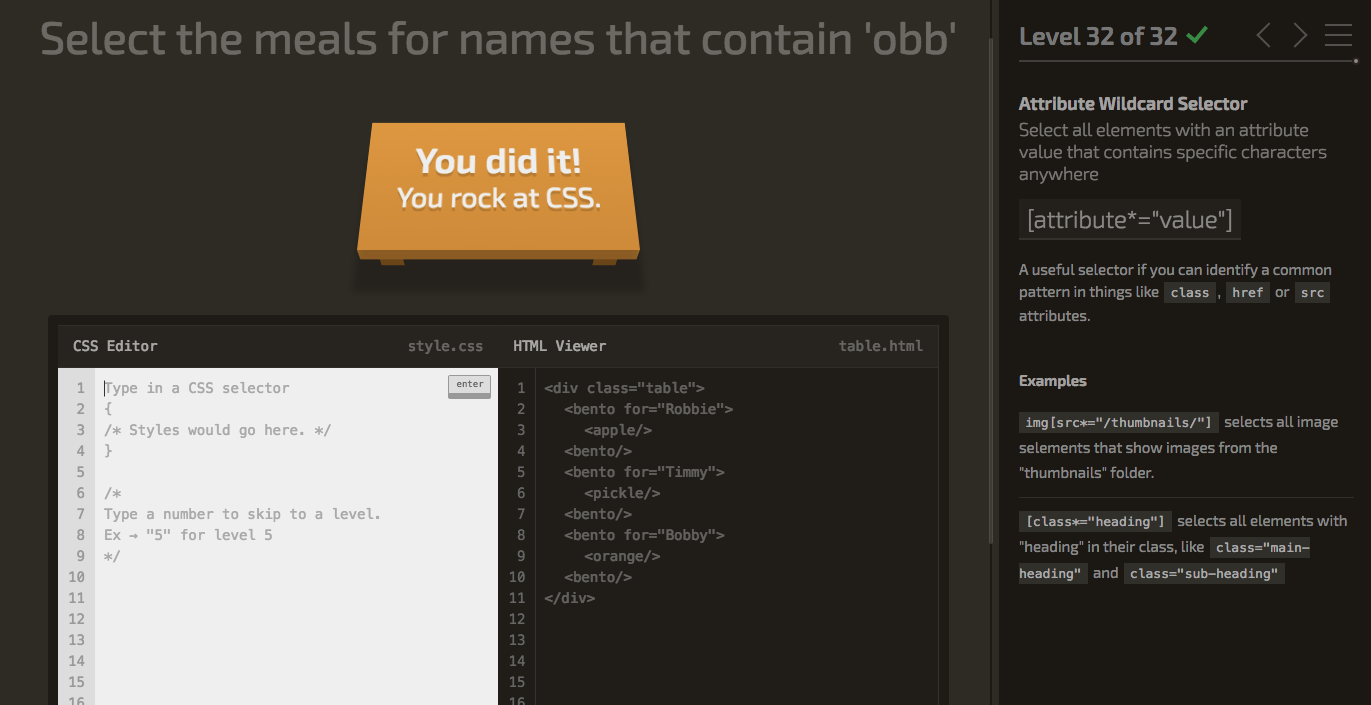 Select the meals for names that contain 'obb'
You did it!
You rock at CSS.
CSS Editor style.css
1 Type in a CSS selector
enter
2 {
3 /* Styles would go here. */
4 }
5
6 /*
7 Type a number to skip to a level.
8 Ex → "5" for level 5
9 */
10
11
12
13
14
15
16
HTML Viewer table.html
1 <div class="table">
2 <bento for="Robbie">
3 <apple/>
4 <bento/>
5 <bento for="Timmy">
6 <pickle/>
7 <bento/>
8 <bento for="Bobby">
9 <orange/>
10 <bento/>
11 </div>
12
13
14
15
16
Level 32 of 32
Attribute Wildcard Selector
Select all elements with an attribute
value that contains specific characters
anywhere
[attribute*="value"]
A useful selector if you can identify a common
pattern in things like class , href or src
attributes.
Examples
img[src*="/thumbnails/"] selects all image
selements that show images from the
"thumbnails" folder.
[class*="heading"] selects all elements with
"heading" in their class, like class="main-
heading" and class="sub-heading"